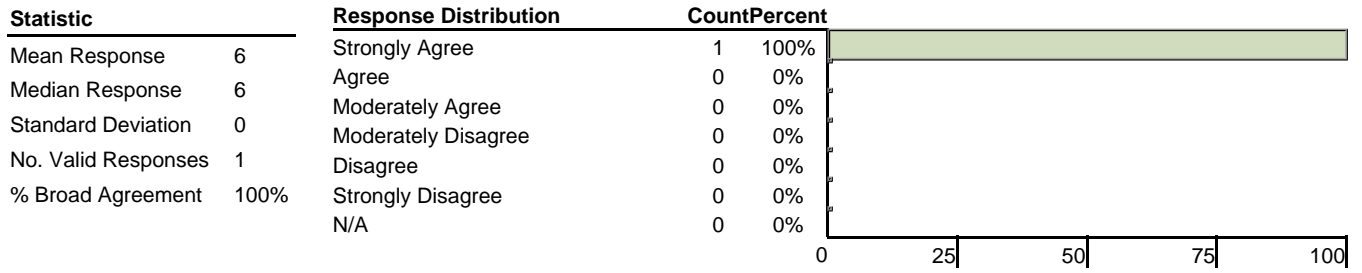 Statistic
Mean Response 6
Median Response 6
Standard Deviation 0
No. Valid Responses 1
% Broad Agreement 100%
Response Distribution CountPercent
Strongly Agree 1 100%
Agree 0 0%
Moderately Agree 0 0%
Moderately Disagree 0 0%
Disagree 0 0%
Strongly Disagree 0 0%
N/A 0 0%
0 25 50 75 100